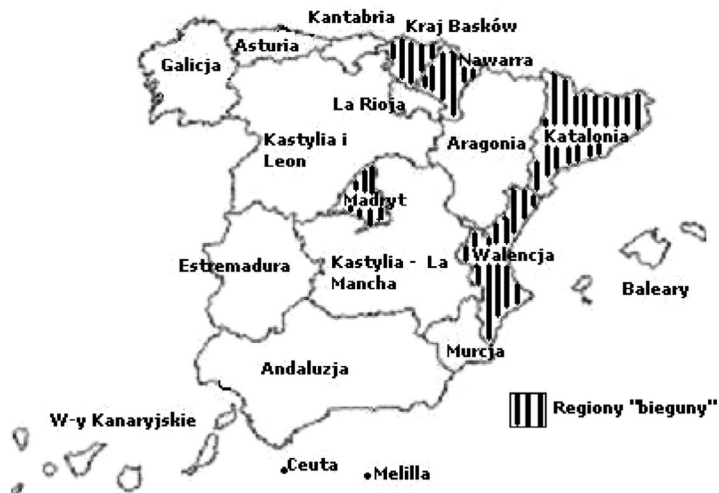 Kantabria
Kraj Basków
Asturia
Nawarra
Galicja
La Rioja
Kastylia i
Leon
Aragonia
Katalonia
Madryt
Estremadura
Kastylia - La
Mancha
Walencja
Baleary
Murcja
Andaluzja
Regiony "bieguny"
W-y Kanaryjskie
Ceuta
Melilla